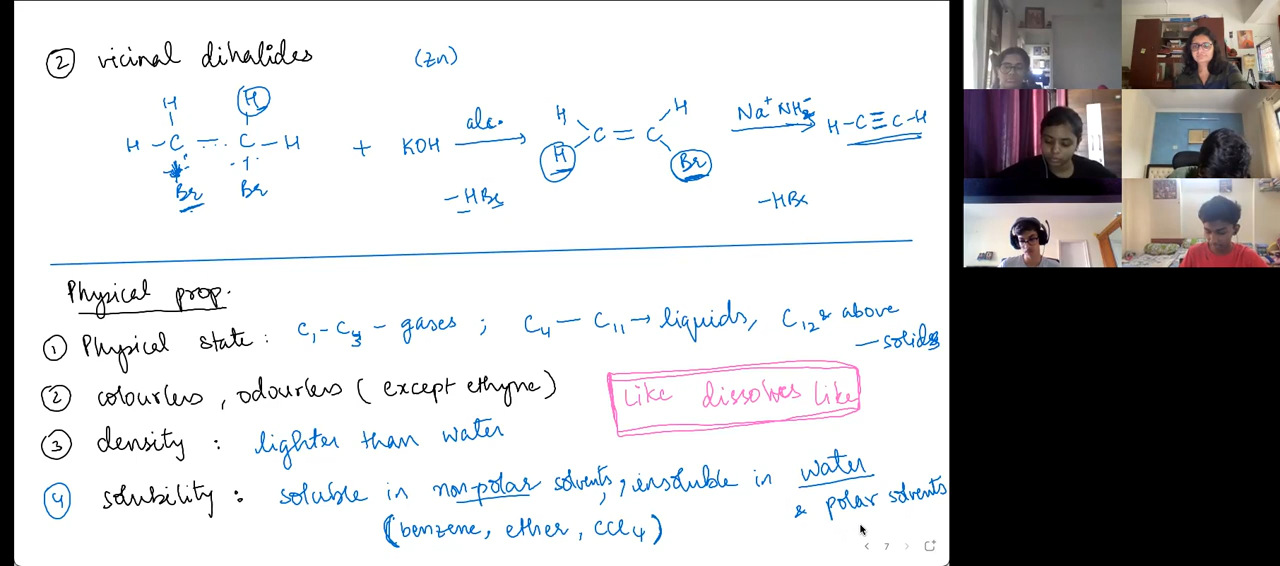 ② vicinal dihalides (Zn)
H H H H
H - C = C - H + KOH alc. → C = C Na⁺ NH₂⁻ → H-C≡C-H
Br Br -HBr H Br -HBr
Physical prop.
① Physical state : C₁-C₃ - gases ; C₄ — C₁₁ → liquids, C₁₂ & above
— solids
② colourless, odourless (except ethyne) Like dissolves like
③ density : lighter than water
④ solubility : soluble in non-polar solvents, ; insoluble in water
& polar solvents
(benzene, ether, CCl₄)
< 7 >